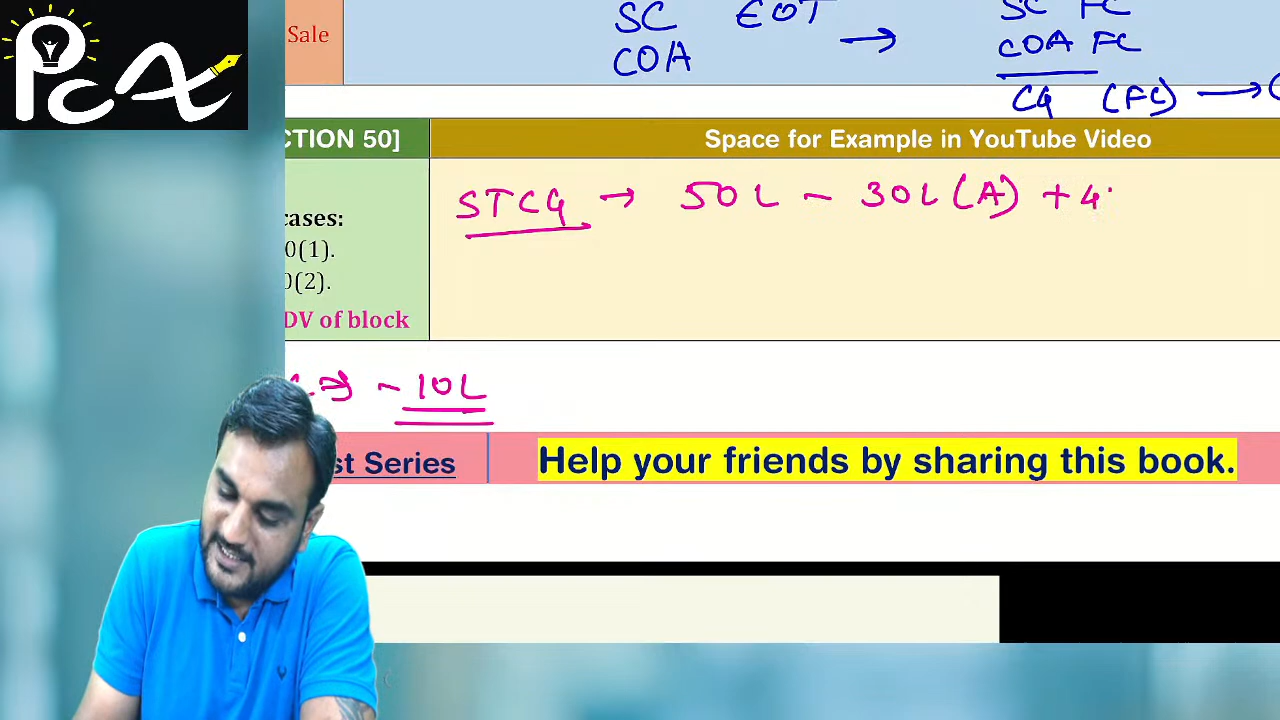 PCA
Sale
SC EOT
COA
→
SC FC
COA FC
CG (FC) →
CTION 50]
Space for Example in YouTube Video
cases:
0(1).
0(2).
DV of block
STCG → 50L - 30L (A) + 4
⇒ - 10L
st Series
Help your friends by sharing this book.